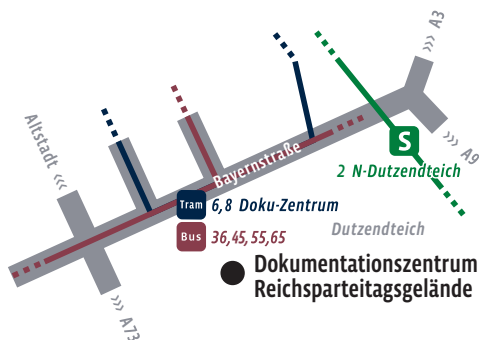 ››› A3
Altstadt ‹‹‹
Bayernstraße
S
››› A9
2 N-Dutzendteich
Tram 6,8 Doku-Zentrum
Bus 36,45,55,65
Dutzendteich
Dokumentationszentrum
Reichsparteitagsgelände
››› A73